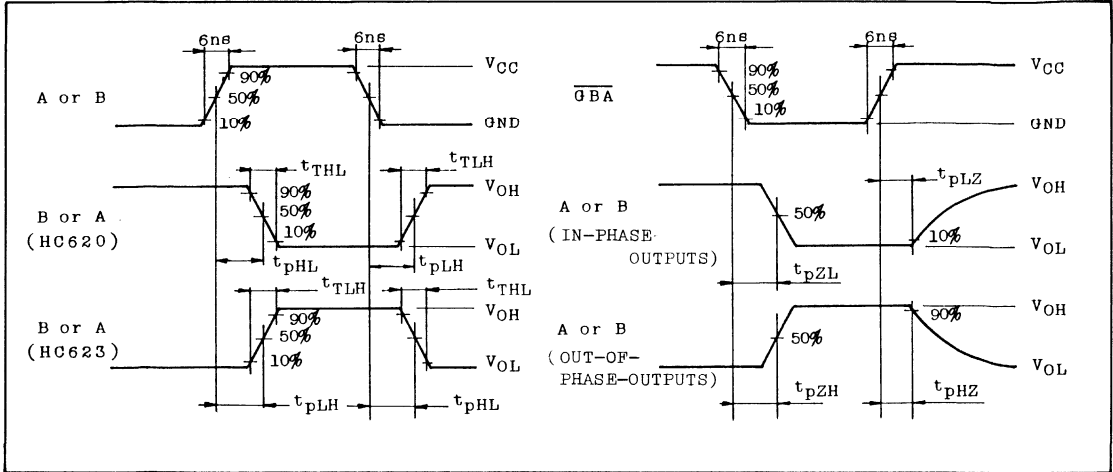 6ns 6ns
A or B
90%
50%
10%
VCC
GND
tTHL tTLH
B or A
(HC620)
90%
50%
10%
VOH
VOL
tpHL tpLH
tTLH tTHL
B or A
(HC623)
90%
50%
10%
VOH
VOL
tpLH tpHL
6ns 6ns
GBA
90%
50%
10%
VCC
GND
tpLZ
A or B
(IN-PHASE
OUTPUTS)
50%
10%
VOH
VOL
tpZL
A or B
(OUT-OF-
PHASE-OUTPUTS)
50%
90%
VOH
VOL
tpZH tpHZ